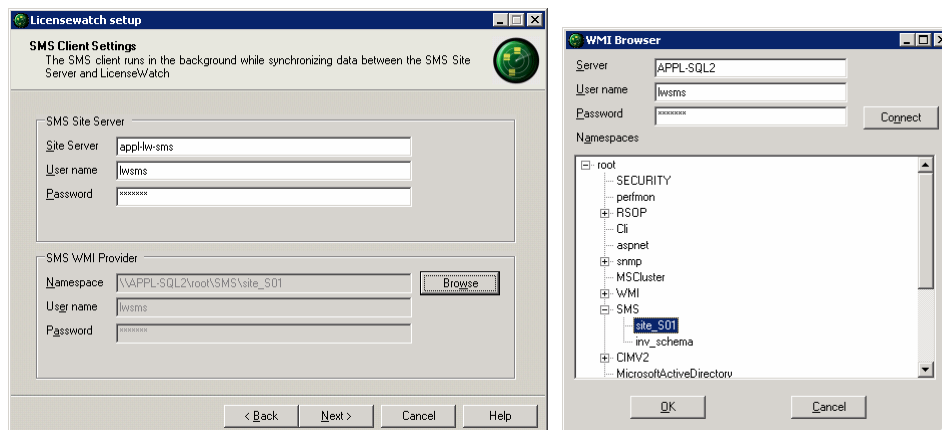 Licensewatch setup
SMS Client Settings
The SMS client runs in the background while synchronizing data between the SMS Site
Server and LicenseWatch
SMS Site Server
Site Server appl-lw-sms
User name lwsms
Password *******
SMS WMI Provider
Namespace \\APPL-SQL2\root\SMS\site_S01 Browse
User name lwsms
Password *******
< Back Next > Cancel Help
WMI Browser
Server APPL-SQL2
User name lwsms
Password ******* Connect
Namespaces
root
SECURITY
perfmon
RSOP
Cli
aspnet
snmp
MSCluster
WMI
SMS
site_S01
inv_schema
CIMV2
MicrosoftActiveDirectory
OK Cancel